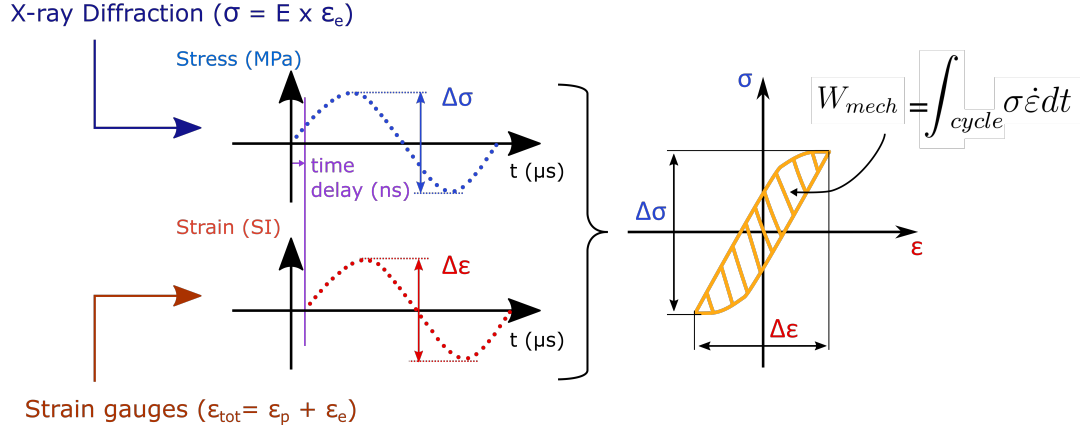 X-ray Diffraction (σ = E x εₑ)
Stress (MPa)
Δσ
t (μs)
time
delay (ns)
Strain (SI)
Δε
t (μs)
Strain gauges (εtot= εp + εe)
σ
Wmech = ∫cycle σε̇dt
Δσ
ε
Δε